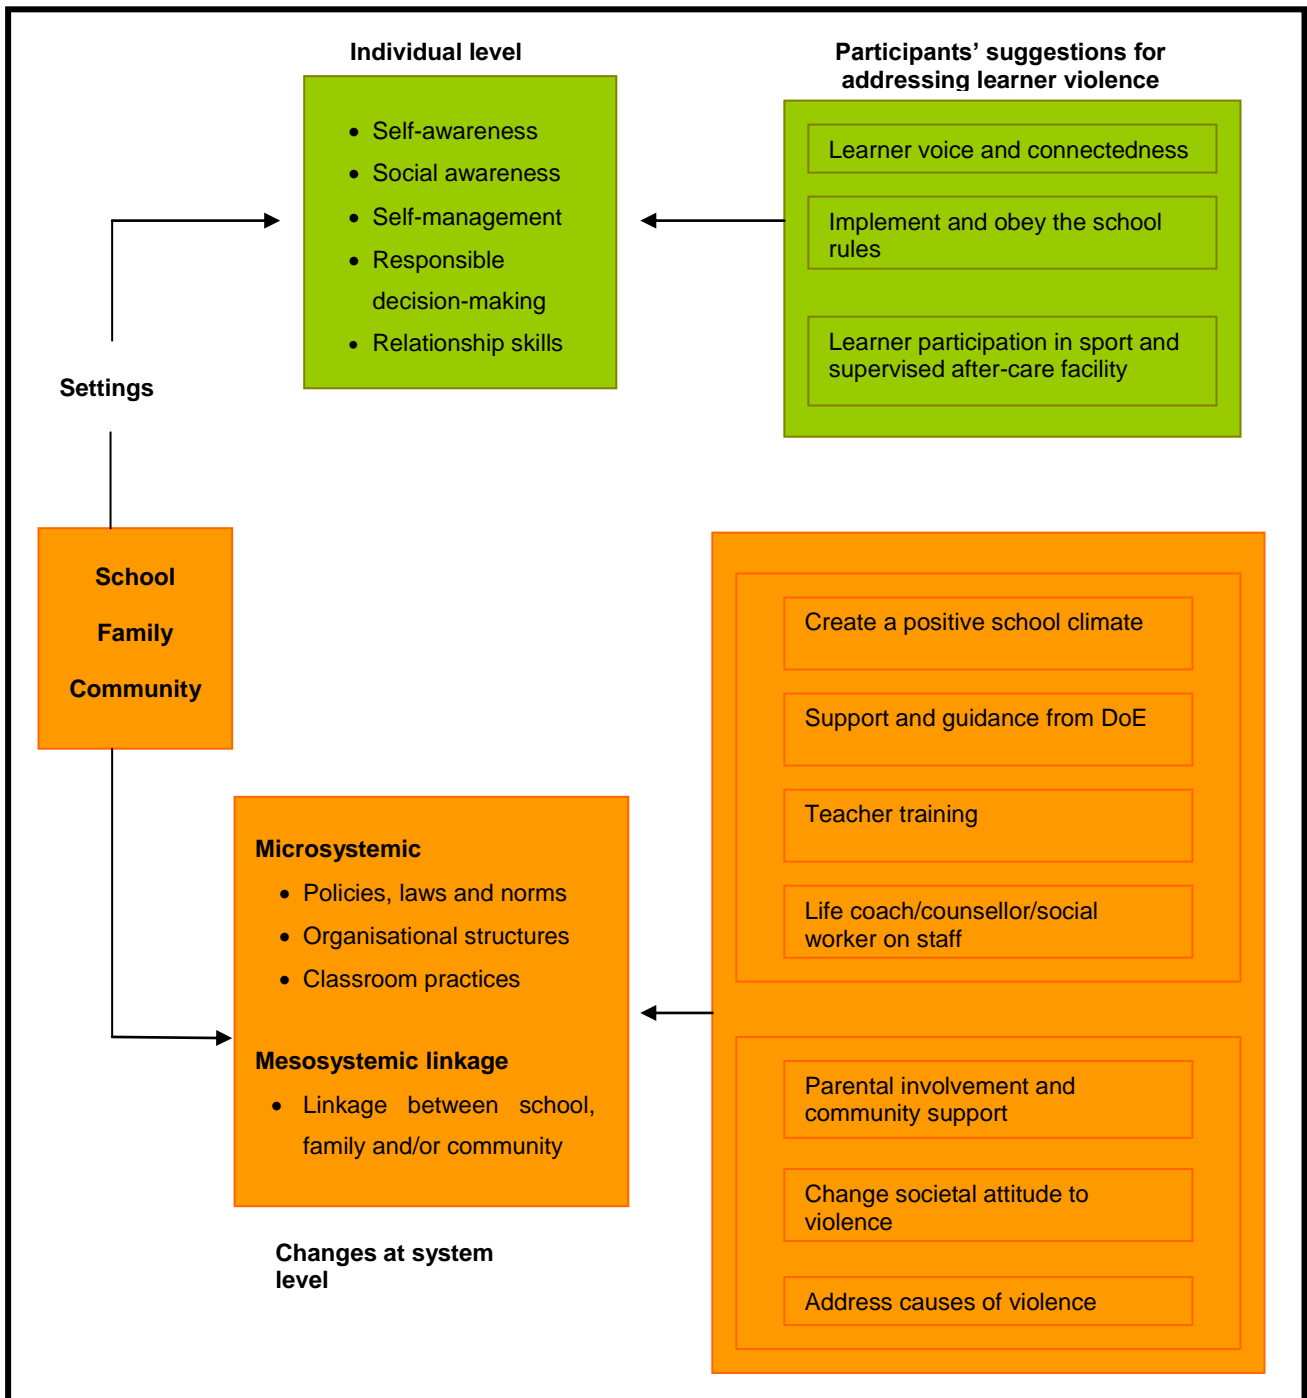 Individual level
• Self-awareness
• Social awareness
• Self-management
• Responsible
decision-making
• Relationship skills
Participants’ suggestions for
addressing learner violence
Learner voice and connectedness
Implement and obey the school
rules
Learner participation in sport and
supervised after-care facility
Settings
School
Family
Community
Microsystemic
• Policies, laws and norms
• Organisational structures
• Classroom practices
Mesosystemic linkage
• Linkage between school,
family and/or community
Changes at system
level
Create a positive school climate
Support and guidance from DoE
Teacher training
Life coach/counsellor/social
worker on staff
Parental involvement and
community support
Change societal attitude to
violence
Address causes of violence